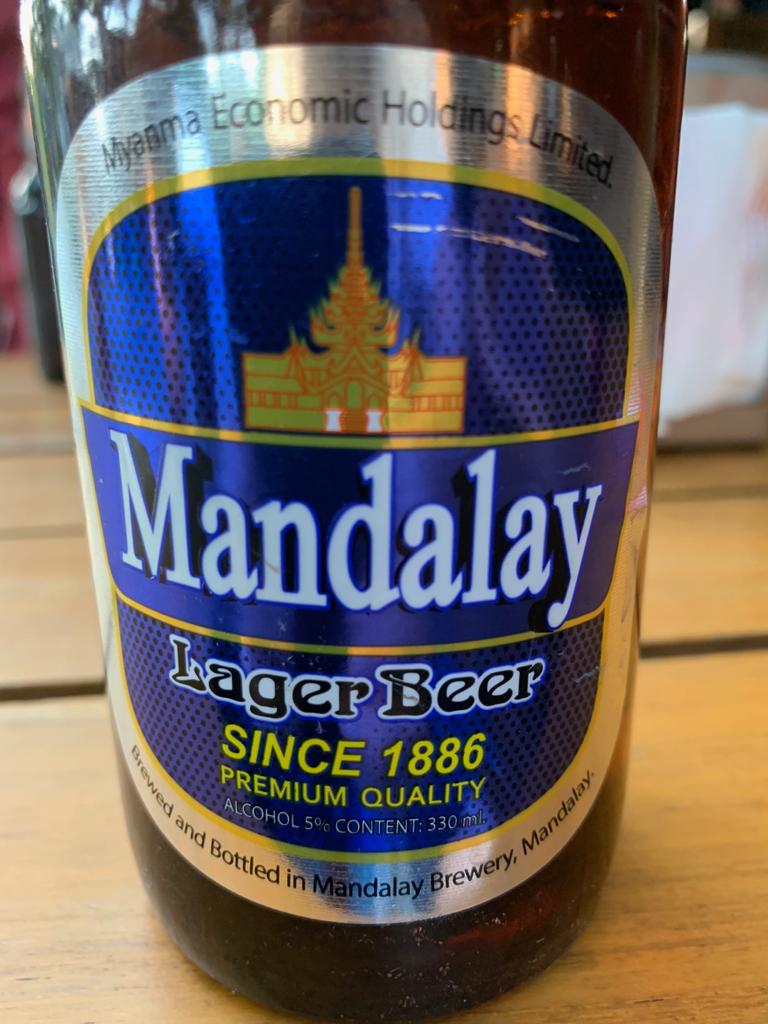 Myanma Economic Holdings Limited.
Mandalay
Lager Beer
SINCE 1886
PREMIUM QUALITY
ALCOHOL 5% CONTENT: 330 ml.
Brewed and Bottled in Mandalay Brewery, Mandalay.